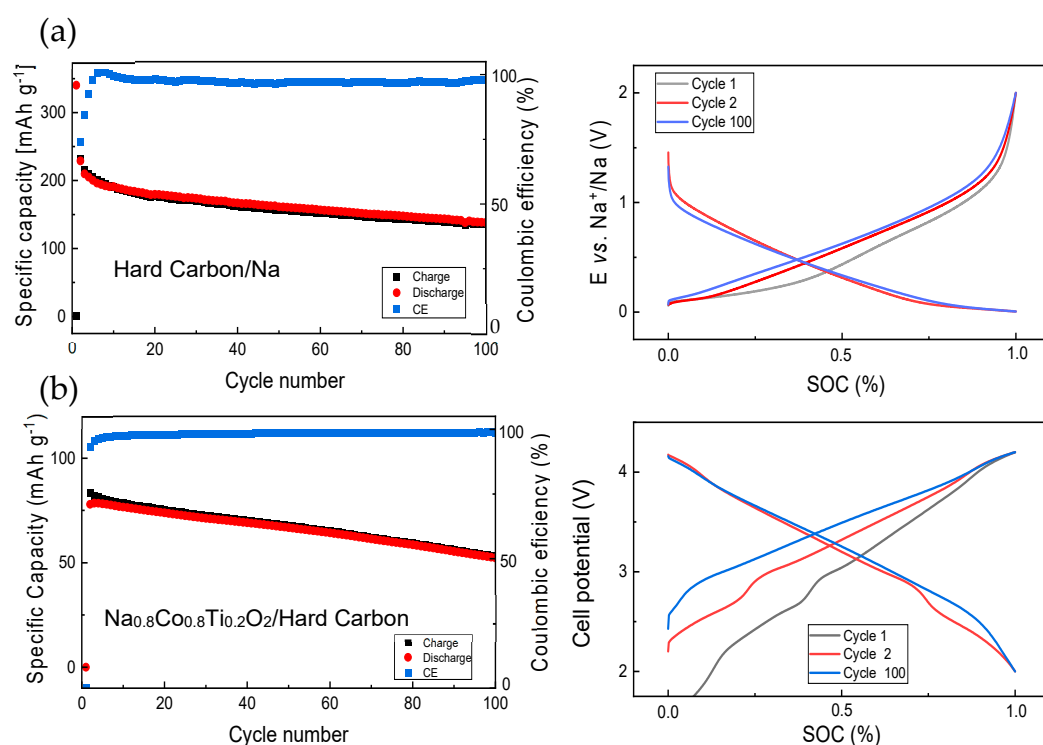 (a)
Specific capacity [mAh g-1]
350
300
250
200
150
100
50
0
100
50
0
Coulombic efficiency (%)
Hard Carbon/Na
Charge
Discharge
CE
20
40
60
80
100
Cycle number
E vs. Na+/Na (V)
2
1
0
Cycle 1
Cycle 2
Cycle 100
0.0
0.5
1.0
SOC (%)
(b)
Specific Capacity (mAh g-1)
100
50
0
100
50
0
Coulombic eficiency (%)
Na0.8Co0.8Ti0.2O2/Hard Carbon
Charge
Discharge
CE
0
20
40
60
80
100
Cycle number
Cell potential (V)
4
3
2
Cycle 1
Cycle 2
Cycle 100
0.0
0.5
1.0
SOC (%)